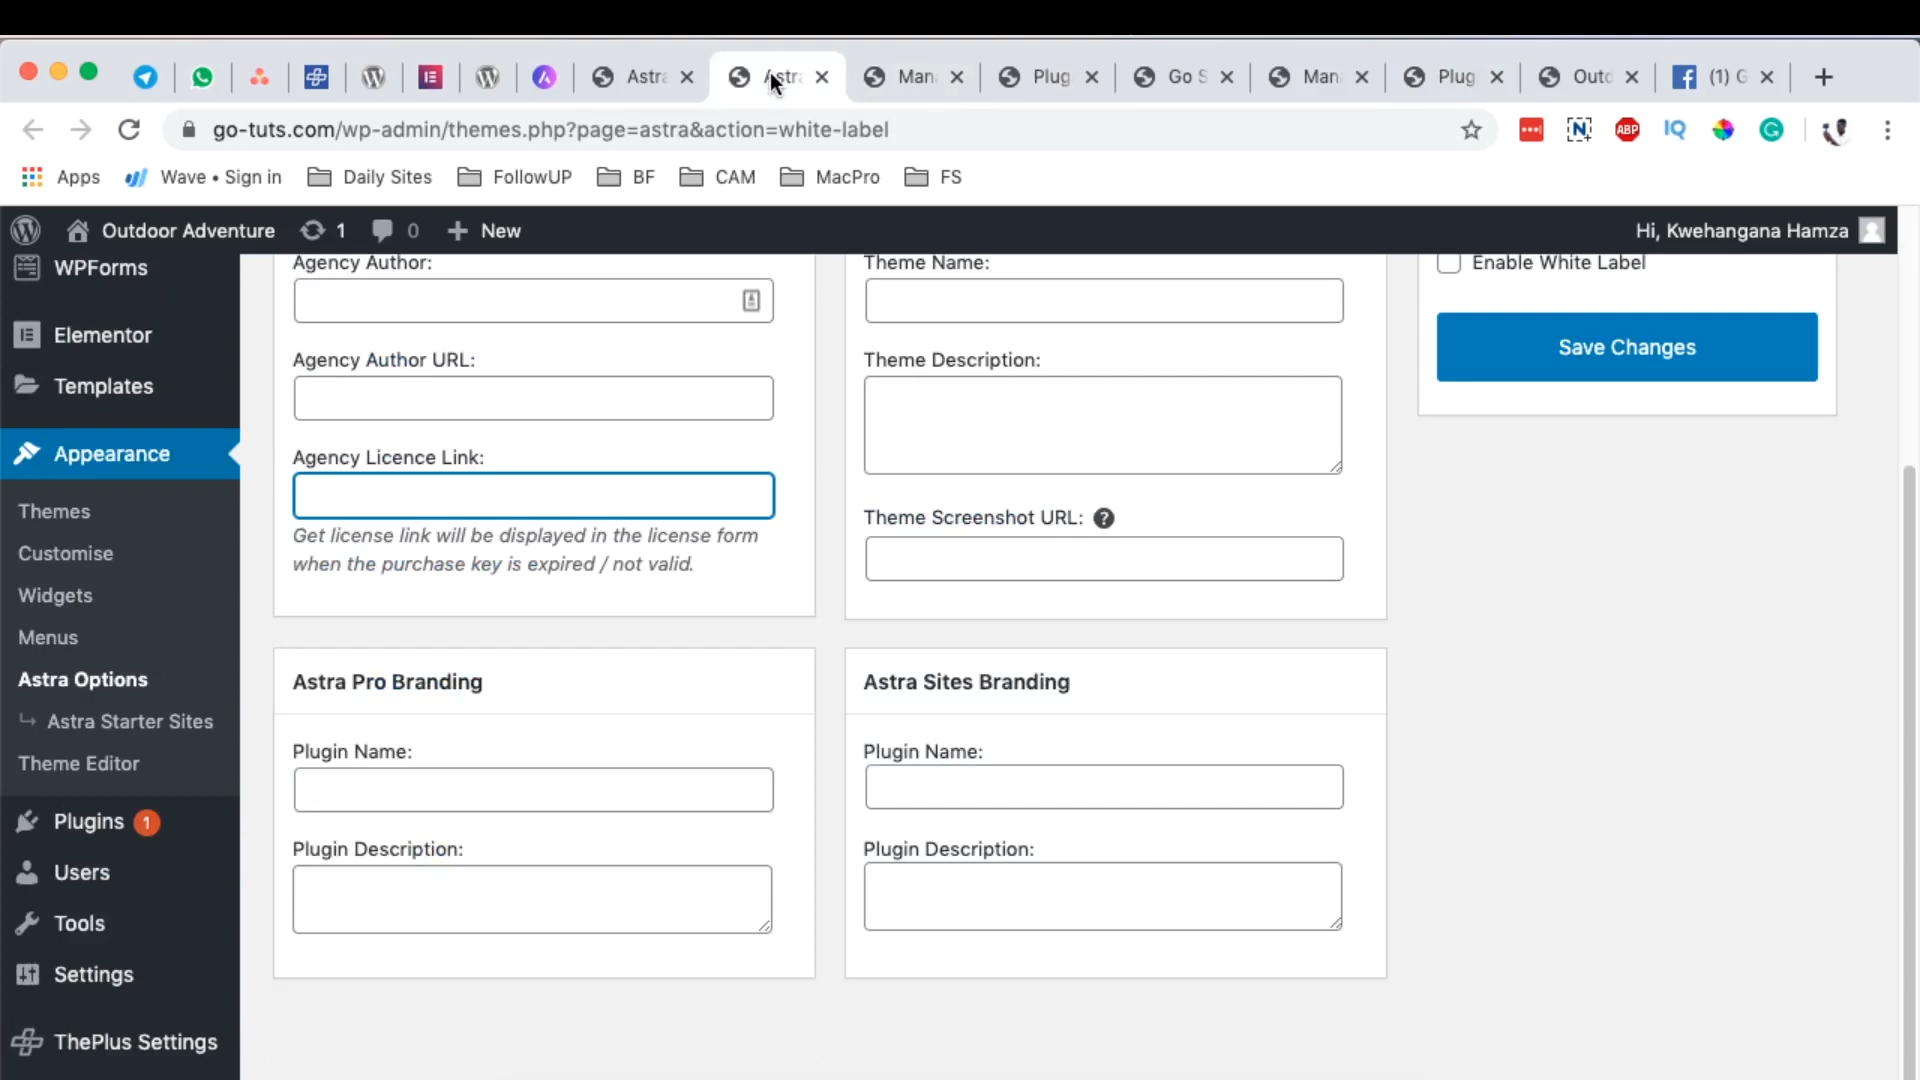 Astra
Astra
Man
Plug
Go S
Man
Plug
Outd
(1) G
go-tuts.com/wp-admin/themes.php?page=astra&action=white-label
ABP
IQ
Apps
Wave • Sign in
Daily Sites
FollowUP
BF
CAM
MacPro
FS
Outdoor Adventure
1
0
New
Hi, Kwehangana Hamza
WPForms
Elementor
Templates
Appearance
Themes
Customise
Widgets
Menus
Astra Options
Astra Starter Sites
Theme Editor
Plugins 1
Users
Tools
Settings
ThePlus Settings
Agency Author:
Agency Author URL:
Agency Licence Link:
Get license link will be displayed in the license form
when the purchase key is expired / not valid.
Theme Name:
Theme Description:
Theme Screenshot URL: ?
Enable White Label
Save Changes
Astra Pro Branding
Plugin Name:
Plugin Description:
Astra Sites Branding
Plugin Name:
Plugin Description: